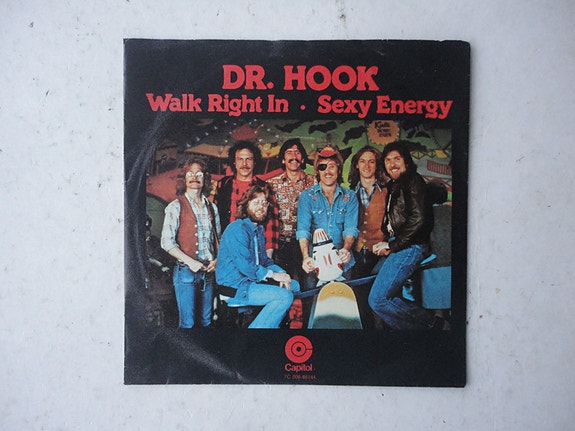 DR. HOOK
Walk Right In · Sexy Energy
Capitol